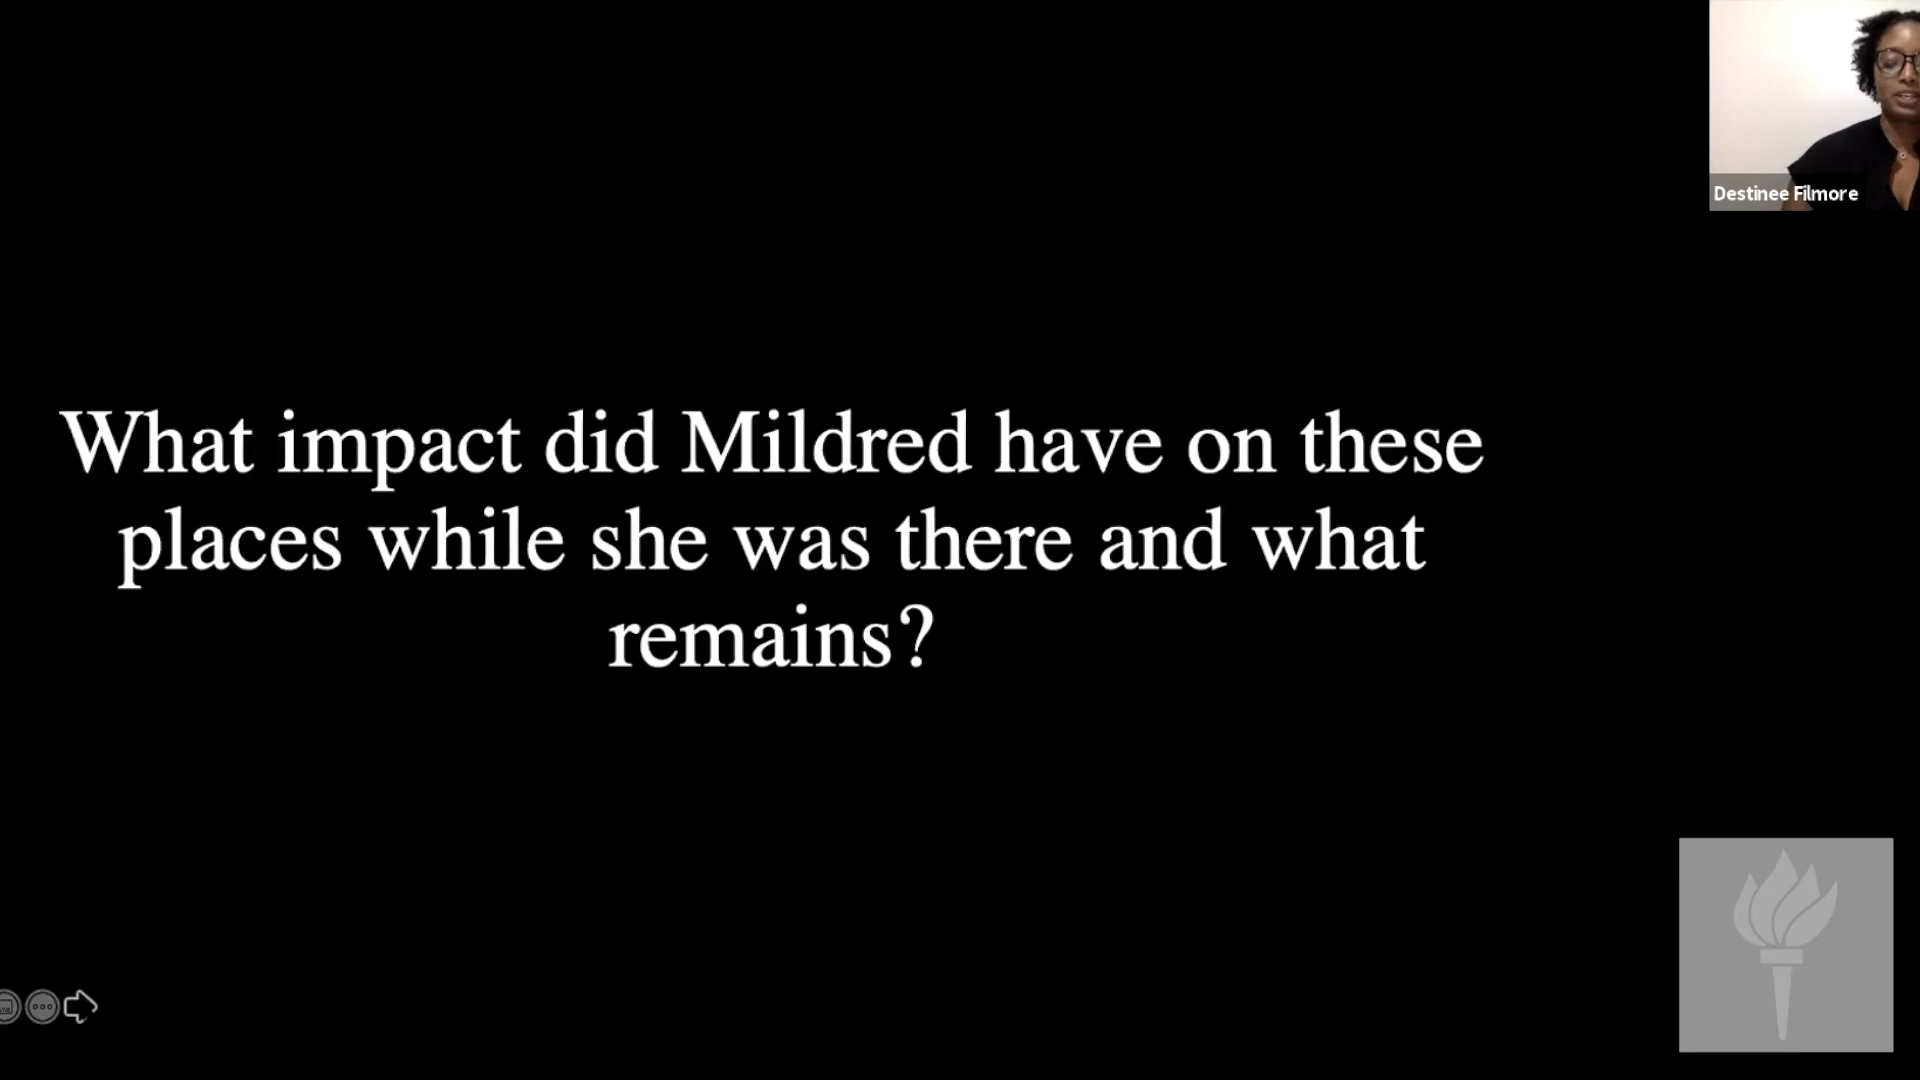 Destinee Filmore
What impact did Mildred have on these
places while she was there and what
remains?